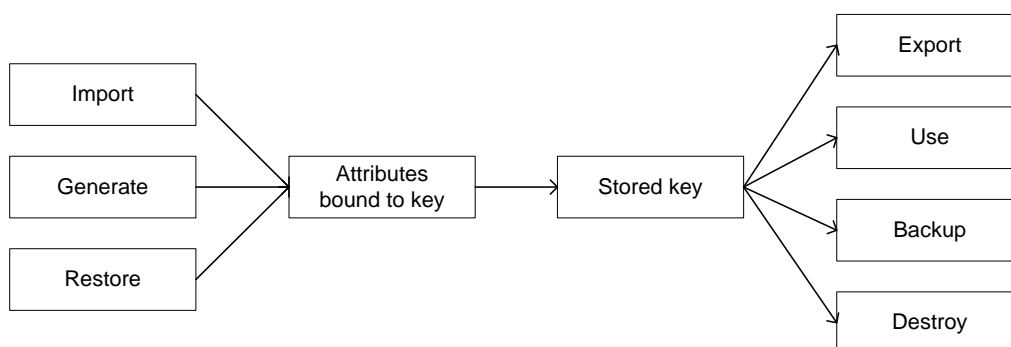 Import
Generate
Restore
Attributes
bound to key
Stored key
Export
Use
Backup
Destroy